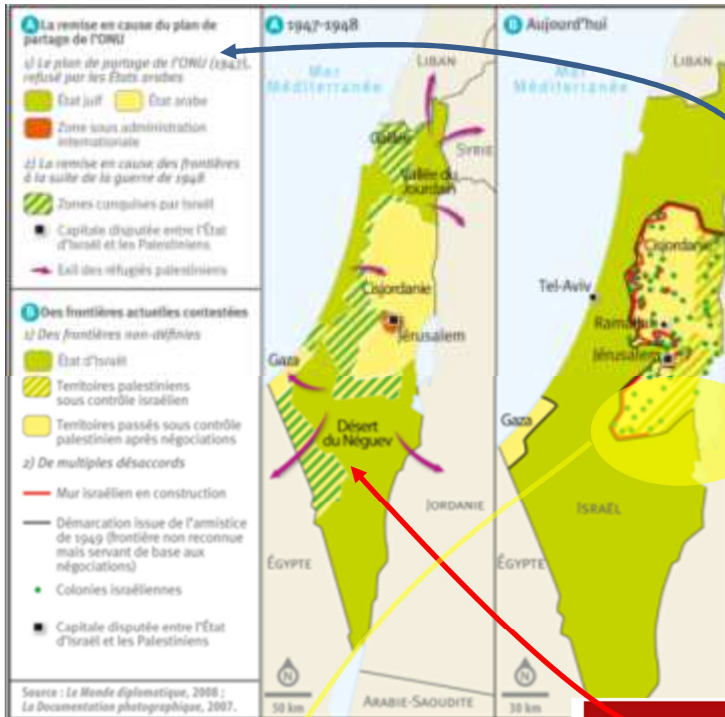 A La remise en cause du plan de
partage de l'ONU
1) Le plan de partage de l'ONU (1947),
refusé par les États arabes
État juif
État arabe
Zone sous administration
internationale
2) La remise en cause des frontières
à la suite de la guerre de 1948
Zones conquises par Israël
Capitale disputée entre l'État
d'Israël et les Palestiniens
Exil des réfugiés palestiniens
B Des frontières actuelles contestées
1) Des frontières non-définies
État d'Israël
Territoires palestiniens
sous contrôle israélien
Territoires passés sous contrôle
palestinien après négociations
2) De multiples désaccords
Mur israélien en construction
Démarcation issue de l'armistice
de 1949 (frontière non reconnue
mais servant de base aux
négociations)
Colonies israéliennes
Capitale disputée entre l'État
d'Israël et les Palestiniens
Source : Le Monde diplomatique, 2008 ;
La Documentation photographique, 2007.
A 1947-1948
LIBAN
Mer
Méditerranée
SYRIE
Galilée
Vallée du
Jourdain
Cisjordanie
Jérusalem
Gaza
Désert
du Néguev
JORDANIE
ÉGYPTE
N
50 km
ARABIE-SAOUDITE
B Aujourd'hui
LIBAN
Mer
Méditerranée
Cisjordanie
Tel-Aviv
Jérusalem
Gaza
ISRAËL
ÉGYPTE
N
30 km